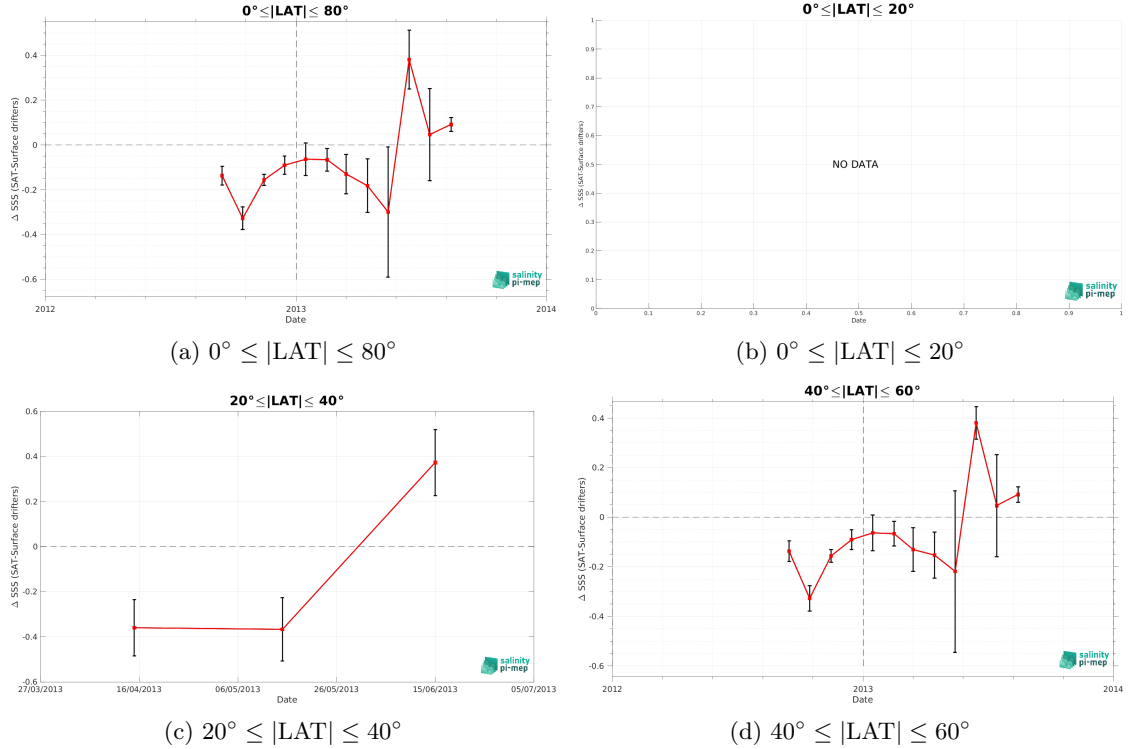 0°≤|LAT|≤ 80°
Δ SSS (SAT-Surface drifters)
0.4
0.2
0
-0.2
-0.4
-0.6
2012
2013
2014
Date
salinity
pi-mep
(a) 0° ≤ |LAT| ≤ 80°
0°≤|LAT|≤ 20°
Δ SSS (SAT-Surface drifters)
1
0.9
0.8
0.7
0.6
0.5
0.4
0.3
0.2
0.1
0
NO DATA
0 0.1 0.2 0.3 0.4 0.5 0.6 0.7 0.8 0.9 1
Date
salinity
pi-mep
(b) 0° ≤ |LAT| ≤ 20°
20°≤|LAT|≤ 40°
Δ SSS (SAT-Surface drifters)
0.6
0.4
0.2
0
-0.2
-0.4
-0.6
27/03/2013 16/04/2013 06/05/2013 26/05/2013 15/06/2013 05/07/2013
Date
salinity
pi-mep
(c) 20° ≤ |LAT| ≤ 40°
40°≤|LAT|≤ 60°
Δ SSS (SAT-Surface drifters)
0.4
0.2
0
-0.2
-0.4
-0.6
2012 2013 2014
Date
salinity
pi-mep
(d) 40° ≤ |LAT| ≤ 60°